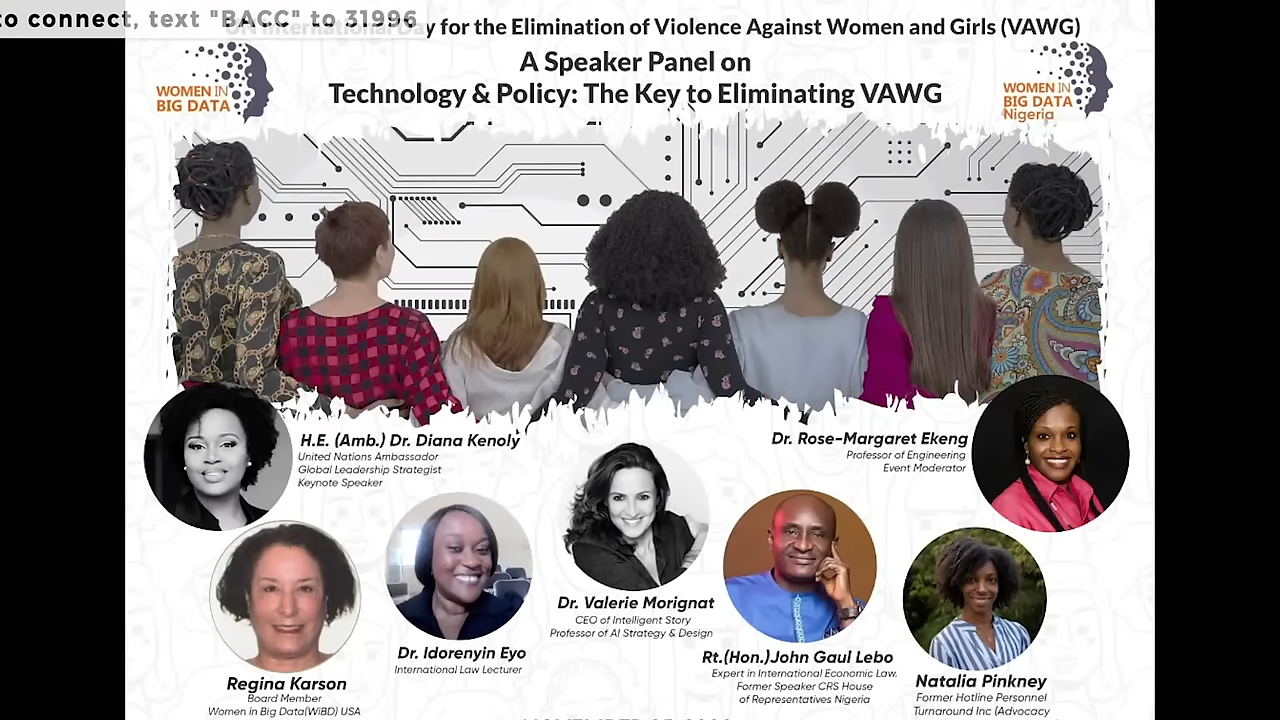 to connect, text "BACC" to 31996
UN International Day for the Elimination of Violence Against Women and Girls (VAWG)
A Speaker Panel on
Technology & Policy: The Key to Eliminating VAWG
WOMEN IN
BIG DATA
WOMEN IN
BIG DATA
Nigeria
H.E. (Amb.) Dr. Diana Kenoly
United Nations Ambassador
Global Leadership Strategist
Keynote Speaker
Dr. Rose-Margaret Ekeng
Professor of Engineering
Event Moderator
Dr. Valerie Morignat
CEO of Intelligent Story
Professor of AI Strategy & Design
Dr. Idorenyin Eyo
International Law Lecturer
Rt.(Hon.)John Gaul Lebo
Expert in International Economic Law.
Former Speaker CRS House
of Representatives Nigeria
Regina Karson
Board Member
Women in Big Data(WiBD) USA
Natalia Pinkney
Former Hotline Personnel
Turnaround Inc (Advocacy